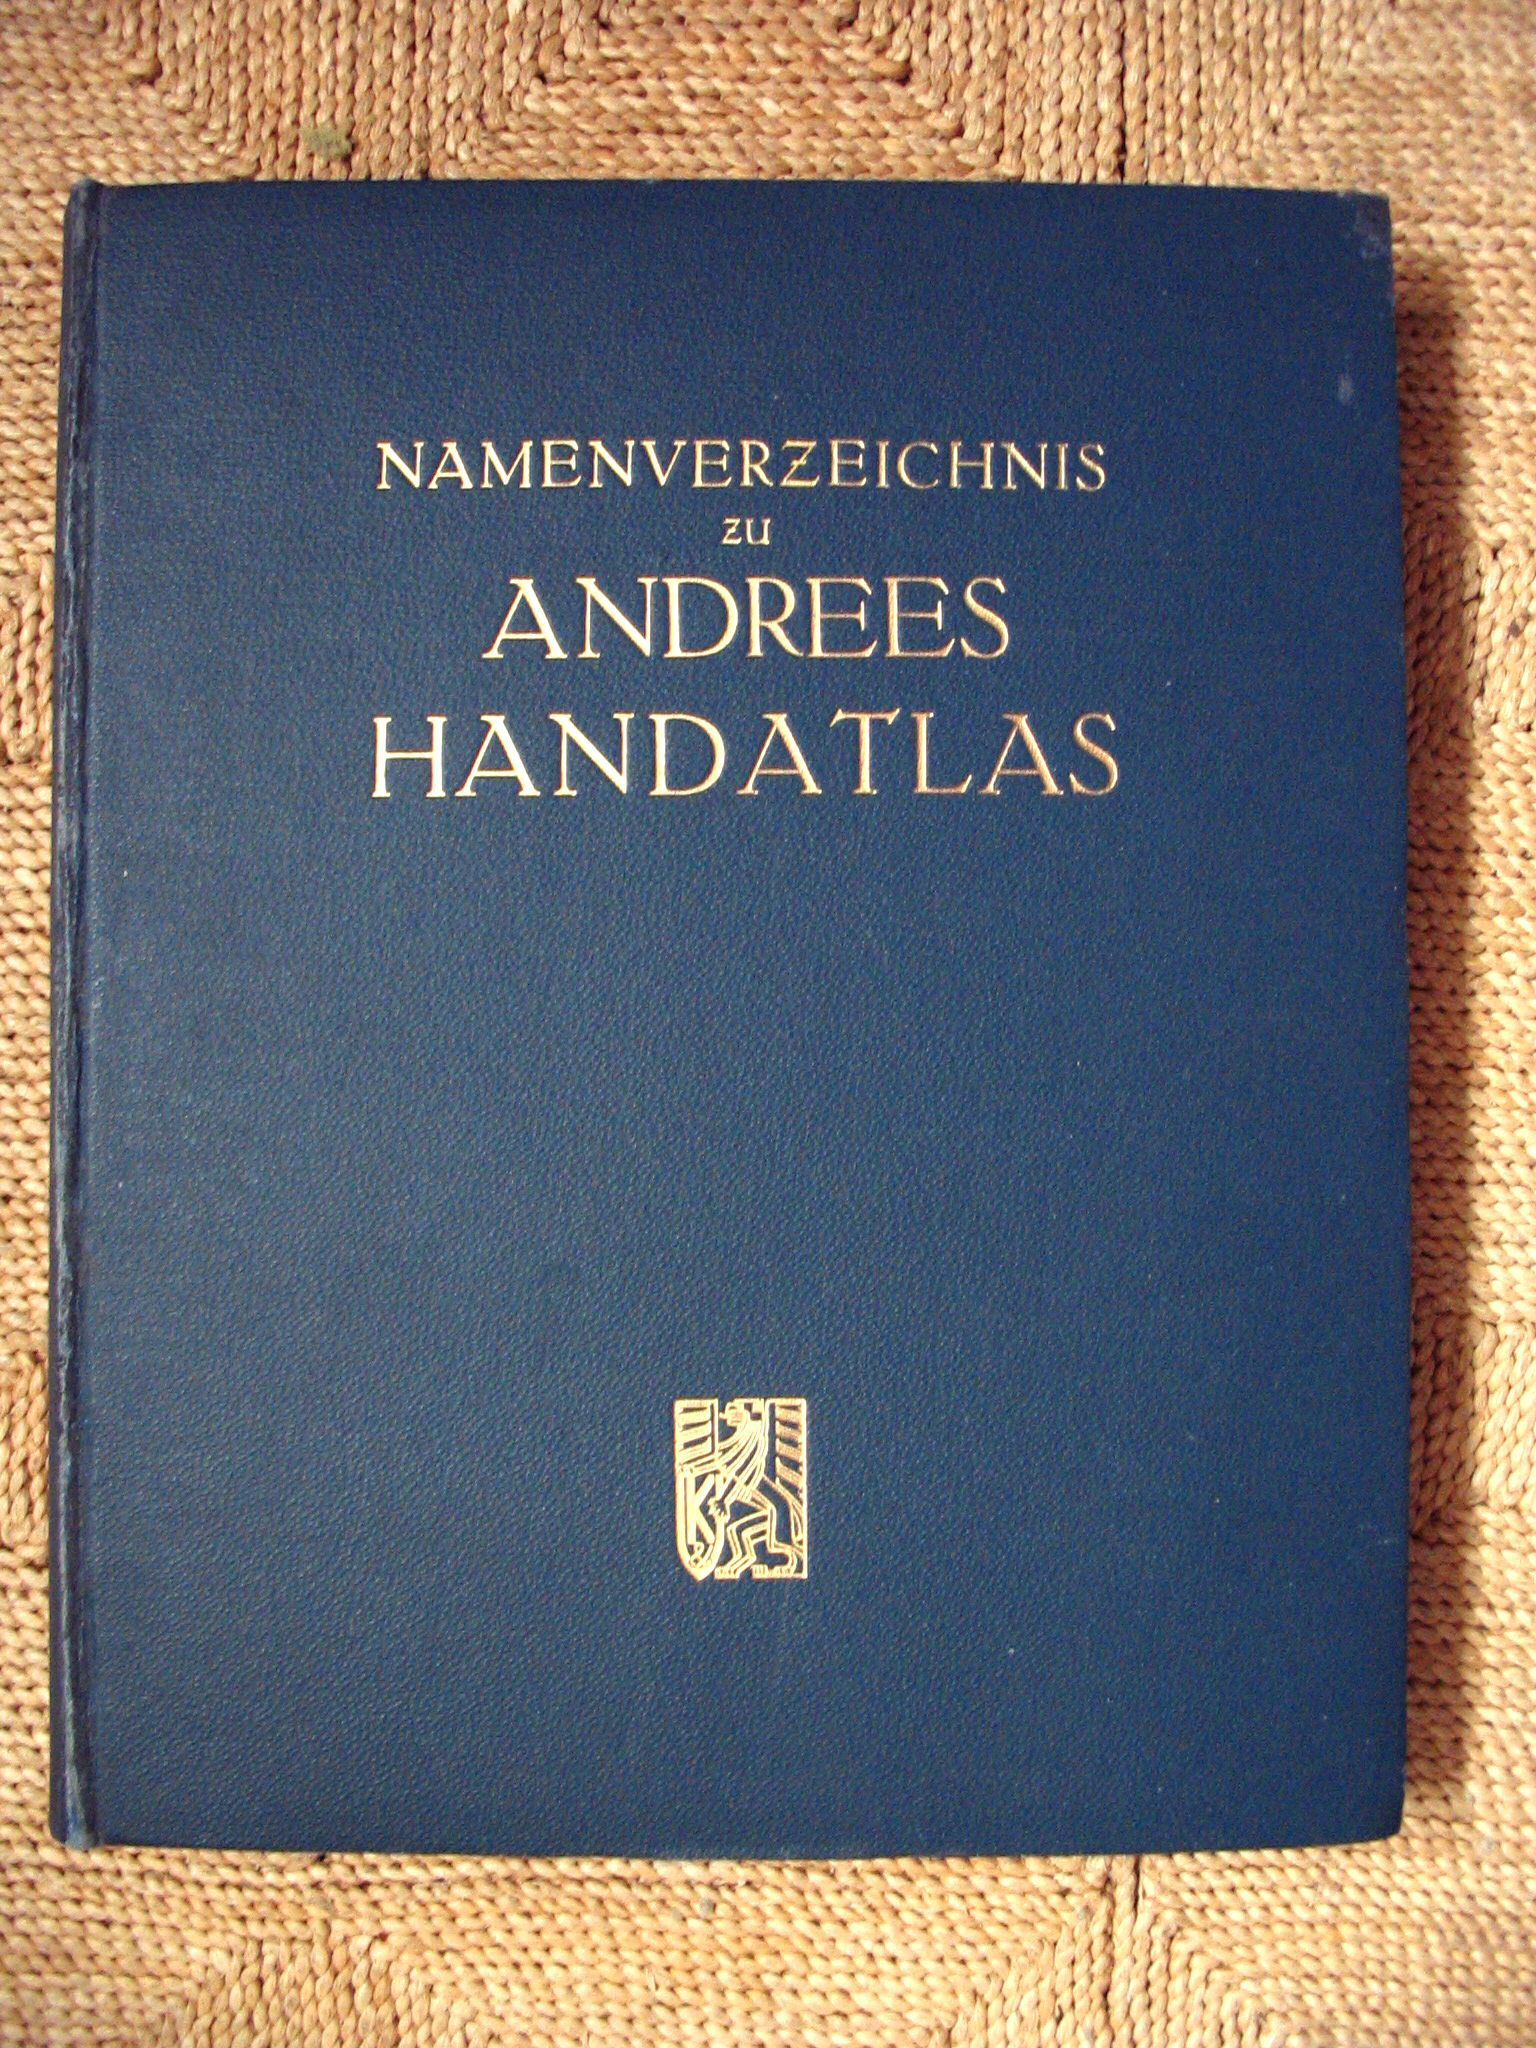 NAMENVERZEICHNIS
ZU
ANDREES
HANDATLAS
K
&